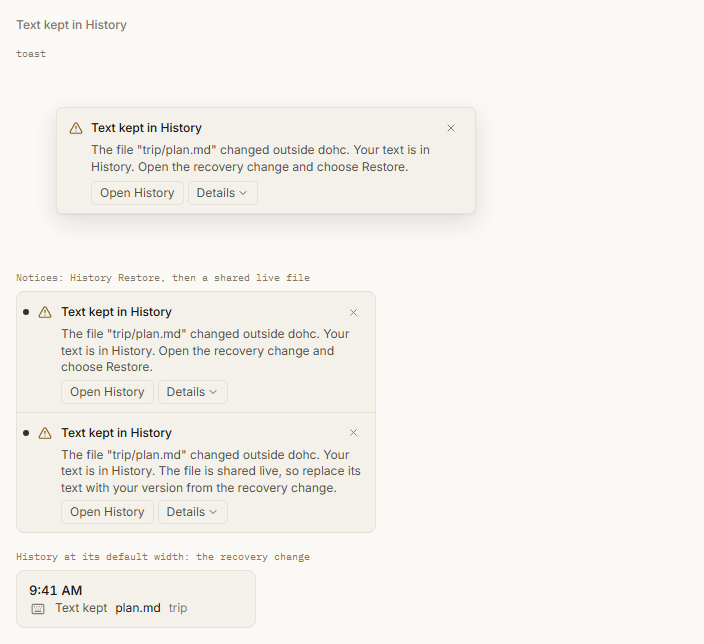 Text kept in History
toast
Text kept in History
The file "trip/plan.md" changed outside dohc. Your text is in
History. Open the recovery change and choose Restore.
Open History Details
Notices: History Restore, then a shared live file
Text kept in History
The file "trip/plan.md" changed outside dohc. Your
text is in History. Open the recovery change and
choose Restore.
Open History Details
Text kept in History
The file "trip/plan.md" changed outside dohc. Your
text is in History. The file is shared live, so replace its
text with your version from the recovery change.
Open History Details
History at its default width: the recovery change
9:41 AM
Text kept plan.md trip